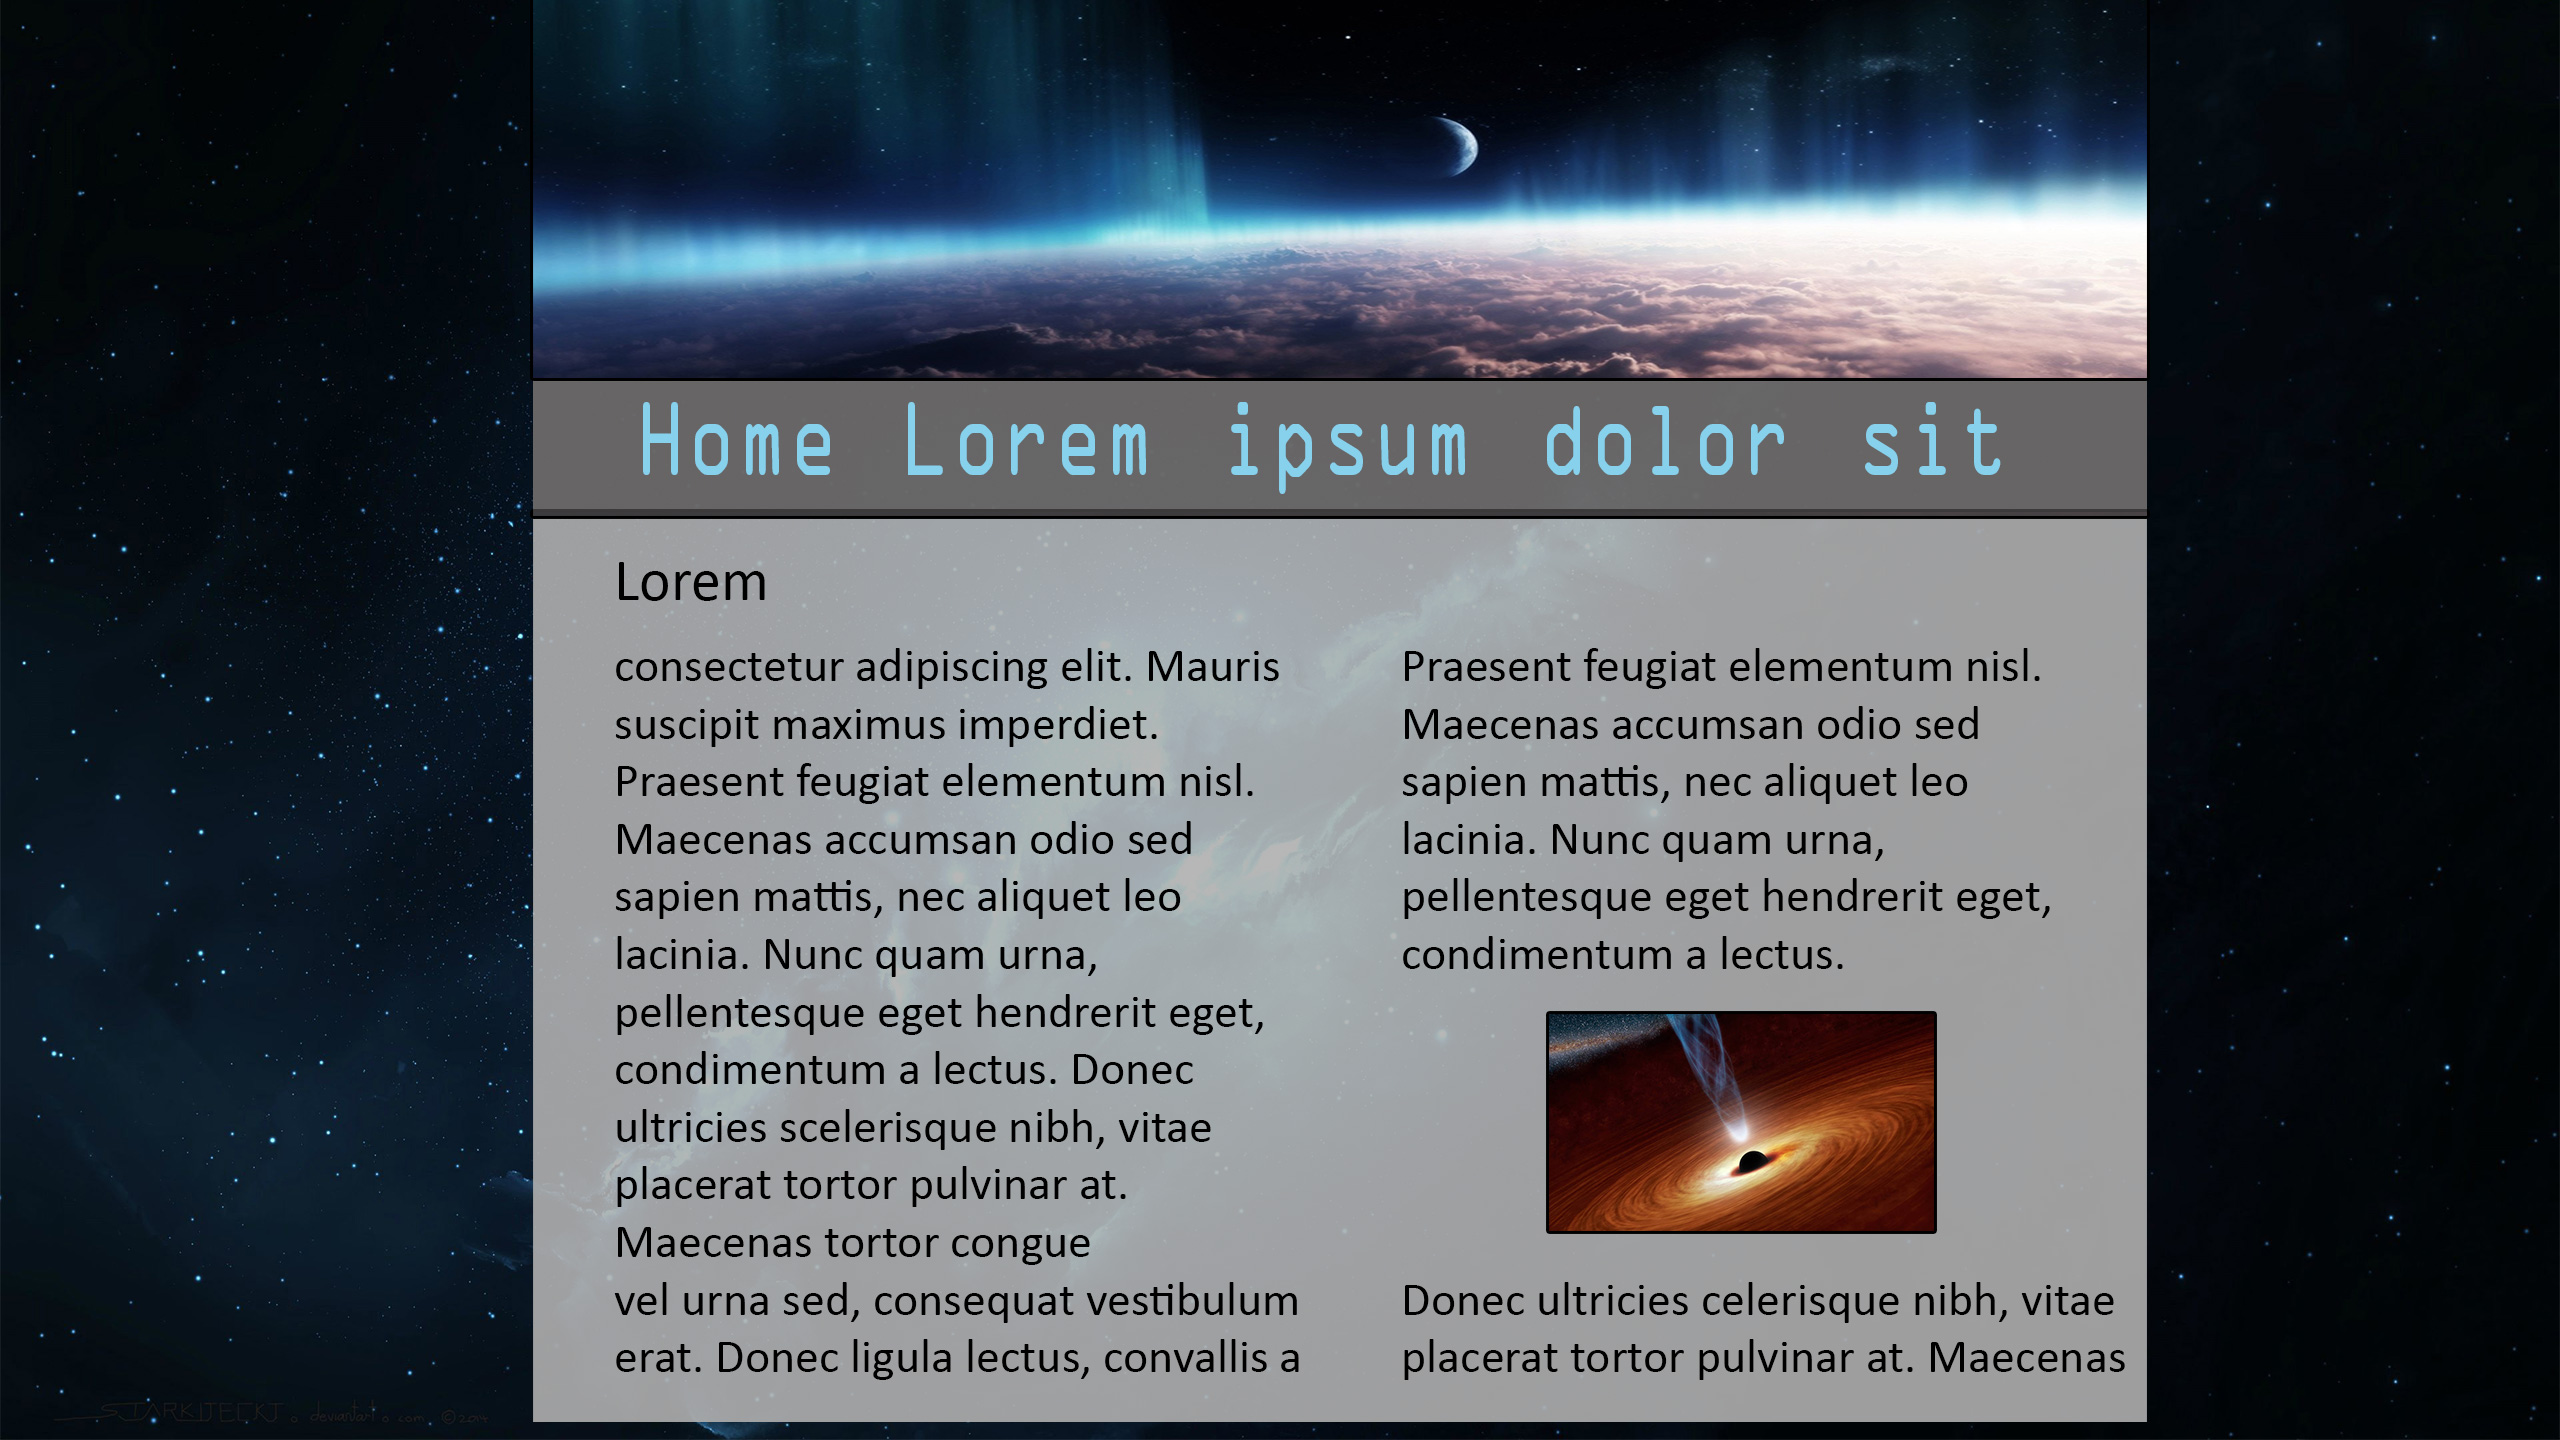 Home Lorem ipsum dolor sit
Lorem
consectetur adipiscing elit. Mauris
suscipit maximus imperdiet.
Praesent feugiat elementum nisl.
Maecenas accumsan odio sed
sapien mattis, nec aliquet leo
lacinia. Nunc quam urna,
pellentesque eget hendrerit eget,
condimentum a lectus. Donec
ultricies scelerisque nibh, vitae
placerat tortor pulvinar at.
Maecenas tortor congue
vel urna sed, consequat vestibulum
erat. Donec ligula lectus, convallis a
Praesent feugiat elementum nisl.
Maecenas accumsan odio sed
sapien mattis, nec aliquet leo
lacinia. Nunc quam urna,
pellentesque eget hendrerit eget,
condimentum a lectus.
Donec ultricies celerisque nibh, vitae
placerat tortor pulvinar at. Maecenas
deviantart.com ©2014